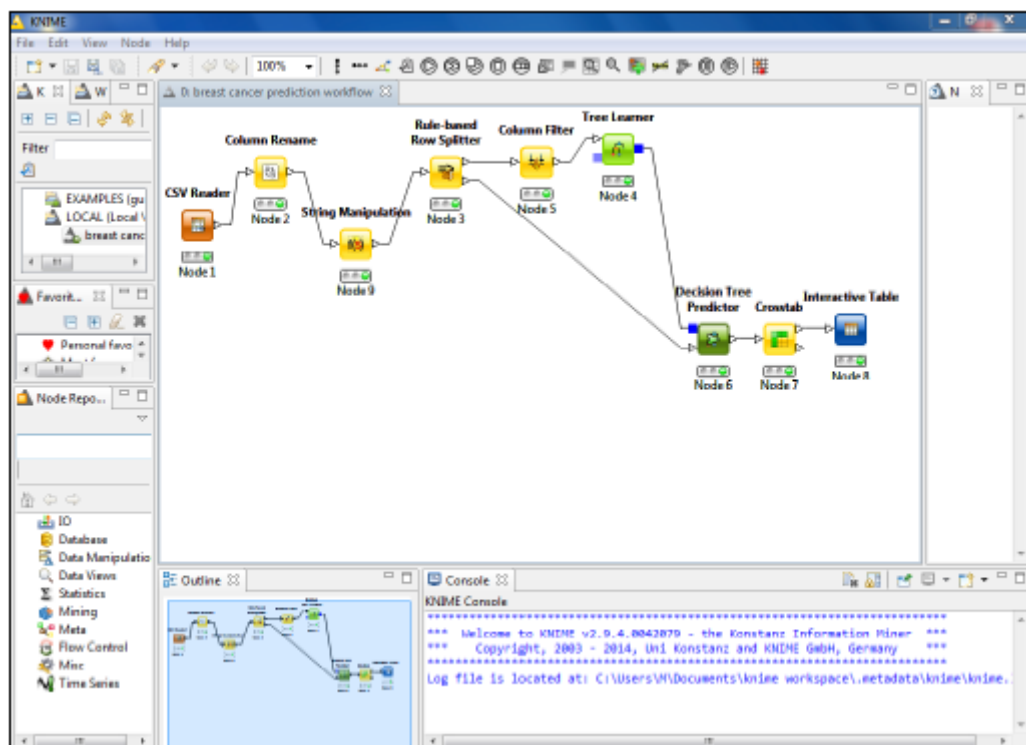 KNIME
File Edit View Node Help
100%
K
W
0: breast cancer prediction workflow
N
Filter
EXAMPLES (gu
LOCAL (Local
breast canc
Favorit...
Personal favo
Node Repo...
IO
Database
Data Manipulatio
Data Views
Statistics
Mining
Meta
Flow Control
Misc
Time Series
CSV Reader
Node 1
Column Rename
Node 2
String Manipulation
Node 9
Rule-based
Row Splitter
Node 3
Column Filter
Node 5
Tree Learner
Node 4
Decision Tree
Predictor
Node 6
Crosstab
Node 7
Interactive Table
Node 8
Outline
Console
KNIME Console
*** Welcome to KNIME v2.9.4.0042079 - the Konstanz Information Miner ***
*** Copyright, 2003 - 2014, Uni Konstanz and KNIME GmbH, Germany ***
Log file is located at: C:\Users\M\Documents\knime workspace\.metadata\knime\knime.